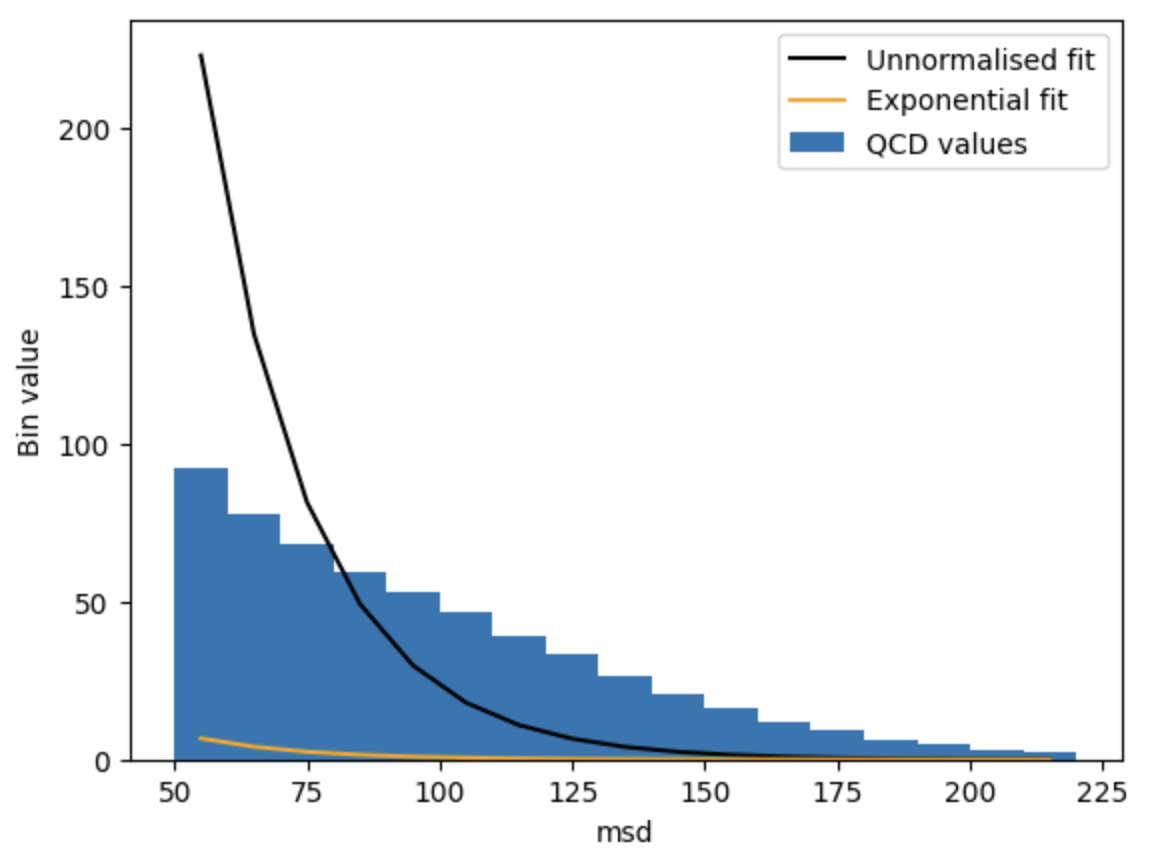 Unnormalised fit
Exponential fit
QCD values
200
150
100
50
0
Bin value
50 75 100 125 150 175 200 225
msd